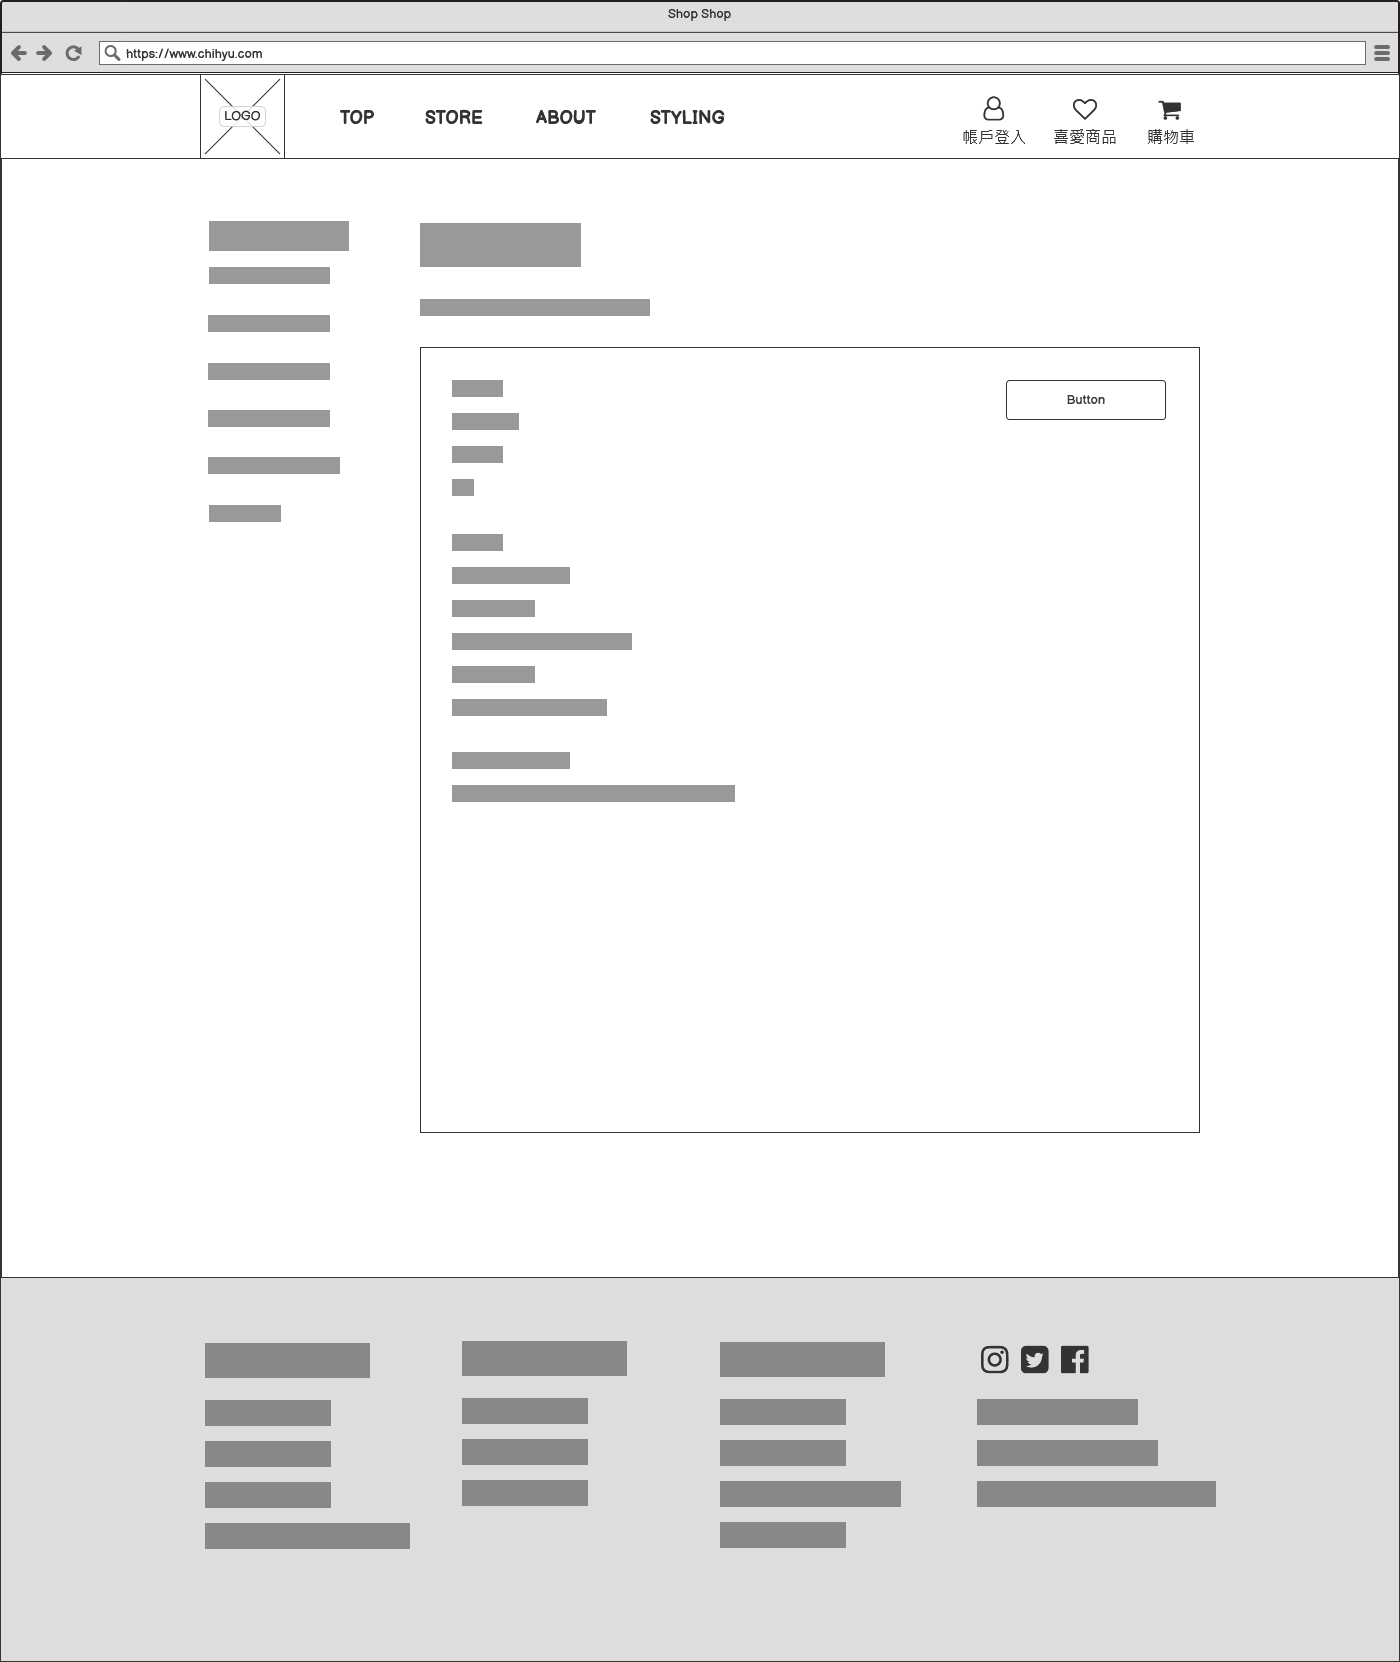 Shop Shop
https://www.chihyu.com
LOGO
TOP
STORE
ABOUT
STYLING
帳戶登入
喜愛商品
購物車
Button